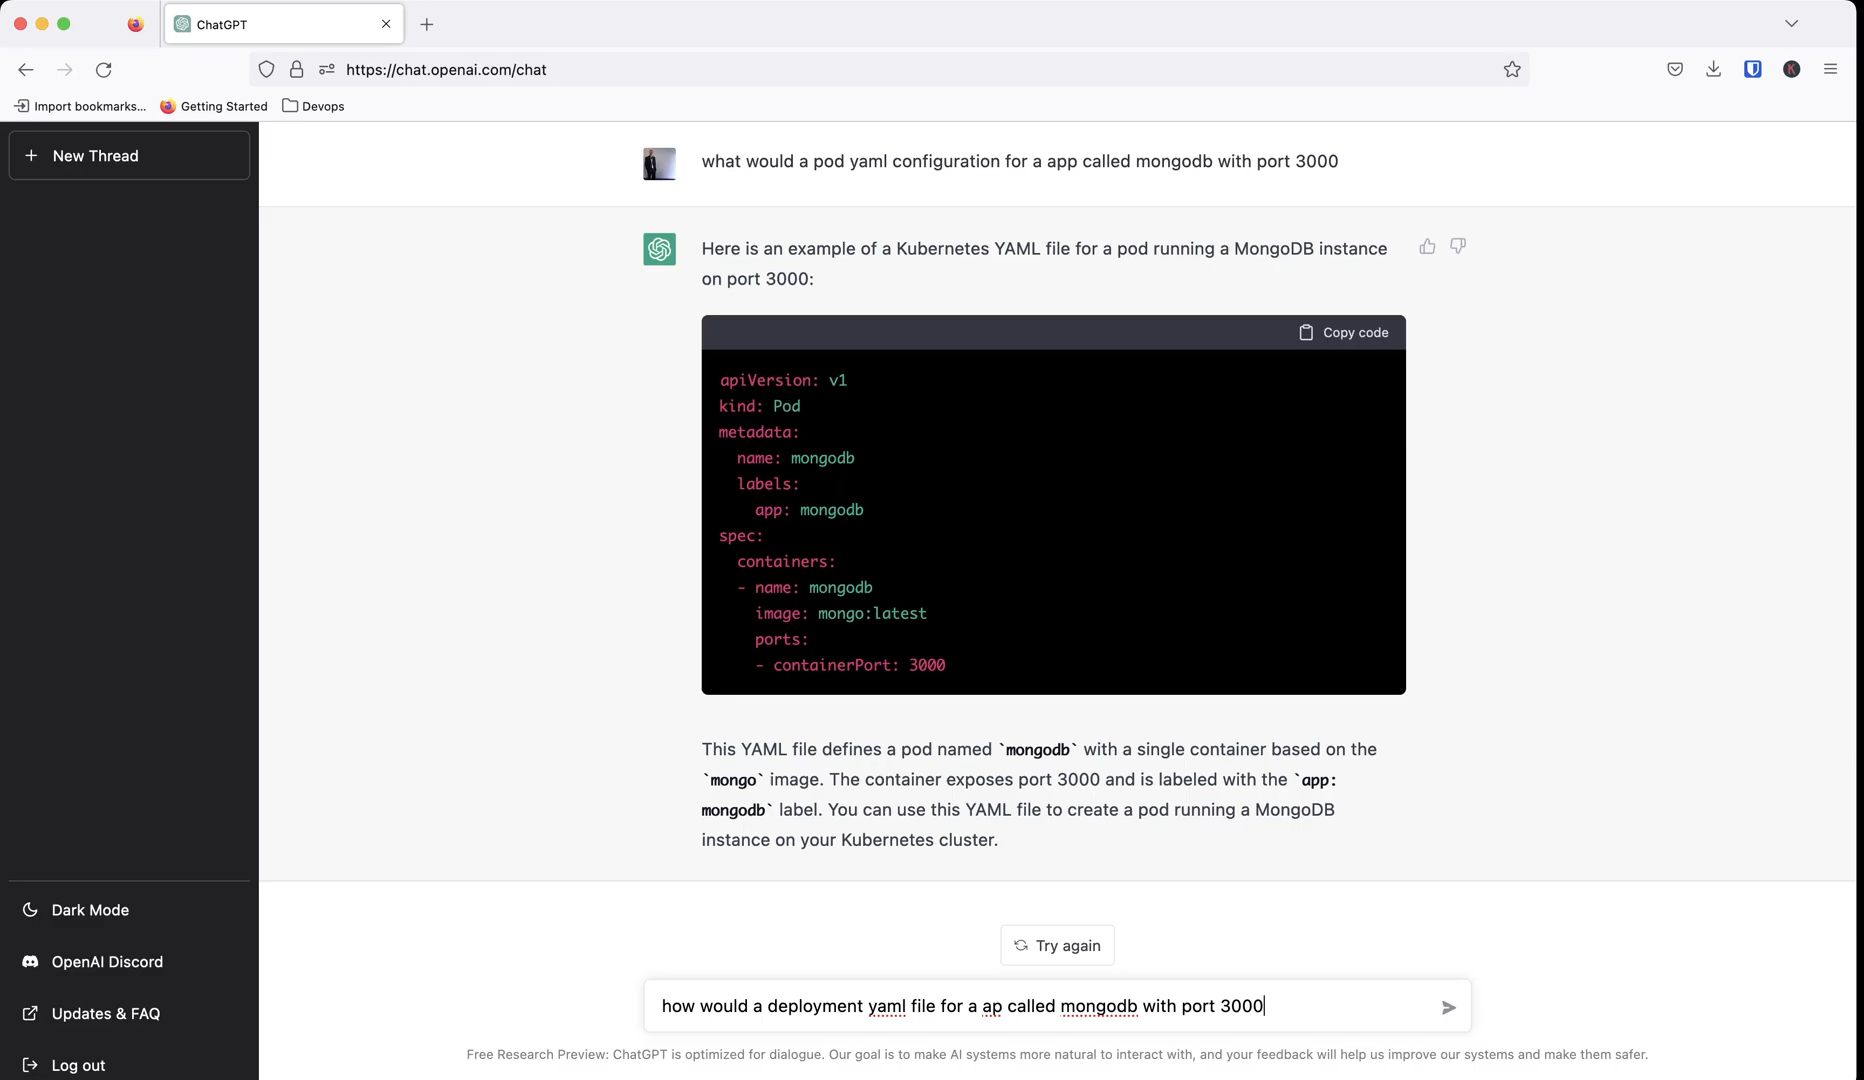 ChatGPT
https://chat.openai.com/chat
Import bookmarks... Getting Started Devops
New Thread
what would a pod yaml configuration for a app called mongodb with port 3000
Here is an example of a Kubernetes YAML file for a pod running a MongoDB instance
on port 3000:
Copy code
apiVersion: v1
kind: Pod
metadata:
  name: mongodb
  labels:
    app: mongodb
spec:
  containers:
  - name: mongodb
    image: mongo:latest
    ports:
    - containerPort: 3000
This YAML file defines a pod named `mongodb` with a single container based on the
`mongo` image. The container exposes port 3000 and is labeled with the `app:
mongodb` label. You can use this YAML file to create a pod running a MongoDB
instance on your Kubernetes cluster.
Dark Mode
OpenAI Discord
Updates & FAQ
Log out
Try again
how would a deployment yaml file for a ap called mongodb with port 3000
Free Research Preview: ChatGPT is optimized for dialogue. Our goal is to make AI systems more natural to interact with, and your feedback will help us improve our systems and make them safer.
K